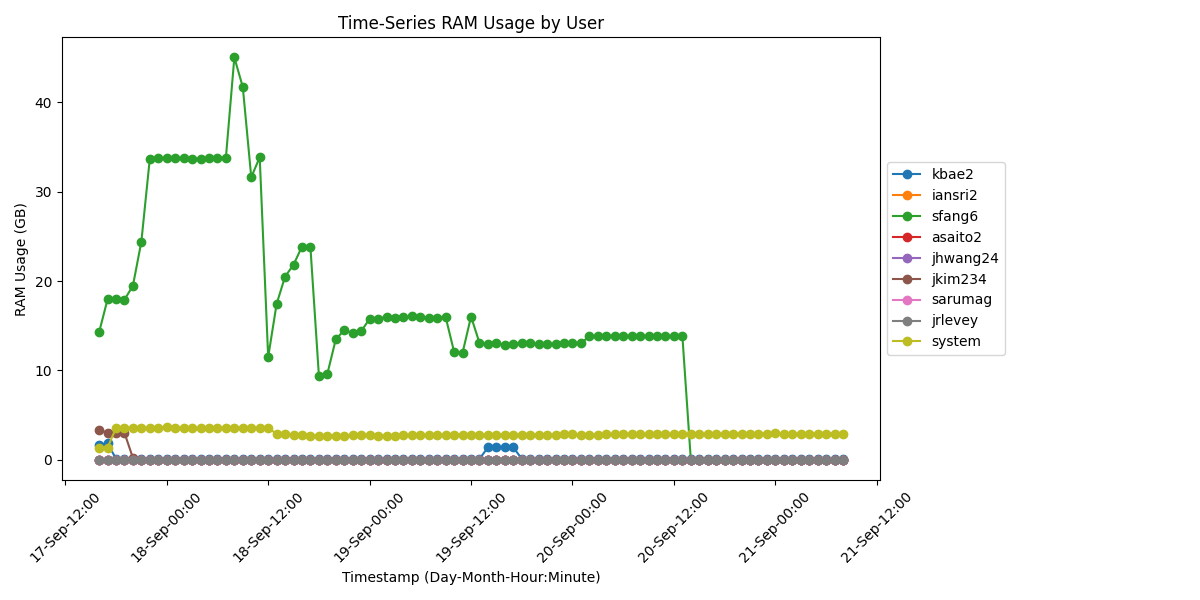 Time-Series RAM Usage by User
RAM Usage (GB)
40
30
20
10
0
17-Sep-12:00
18-Sep-00:00
18-Sep-12:00
19-Sep-00:00
19-Sep-12:00
20-Sep-00:00
20-Sep-12:00
21-Sep-00:00
21-Sep-12:00
Timestamp (Day-Month-Hour:Minute)
kbae2
iansri2
sfang6
asaito2
jhwang24
jkim234
sarumag
jrlevey
system